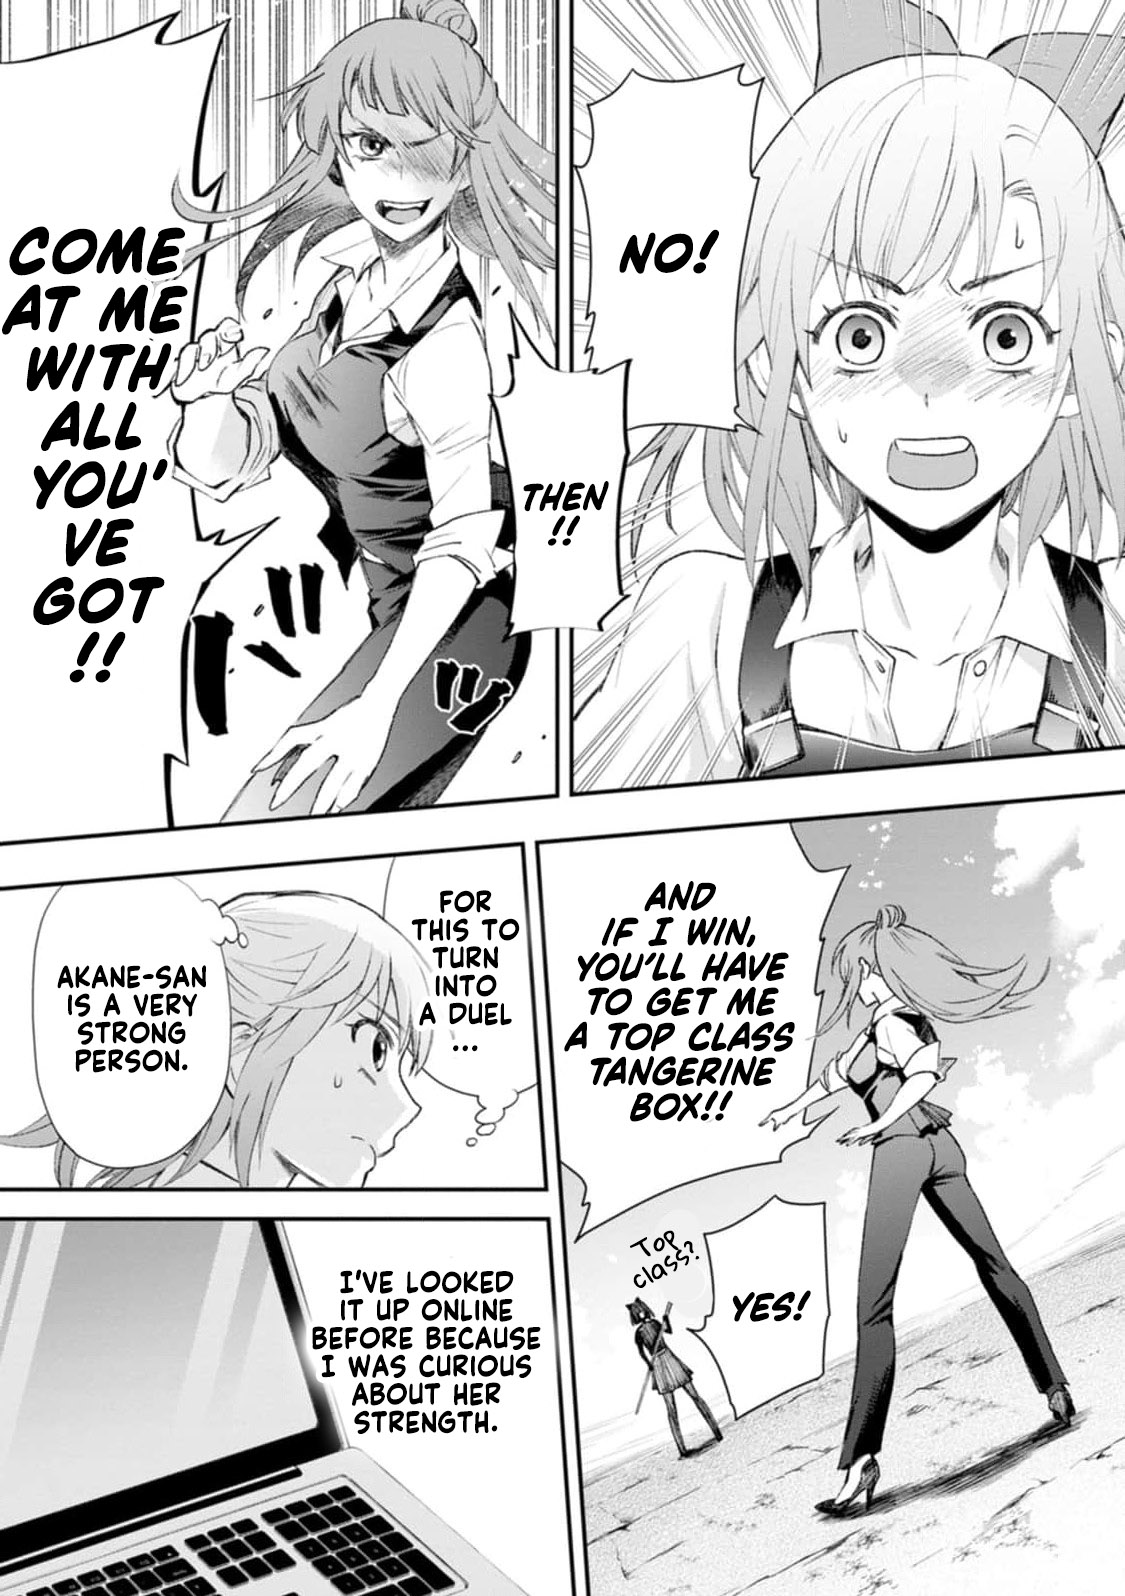 NO!
THEN
!!
COME
AT ME
WITH
ALL
YOU'
VE
GOT
!!
バッ
AND
IF I WIN,
YOU'LL HAVE
TO GET ME
A TOP CLASS
TANGERINE
BOX!!
YES!
Top
class?
FOR
THIS TO
TURN
INTO
A DUEL
...
AKANE-SAN
IS A VERY
STRONG
PERSON.
I'VE LOOKED
IT UP ONLINE
BEFORE BECAUSE
I WAS CURIOUS
ABOUT HER
STRENGTH.